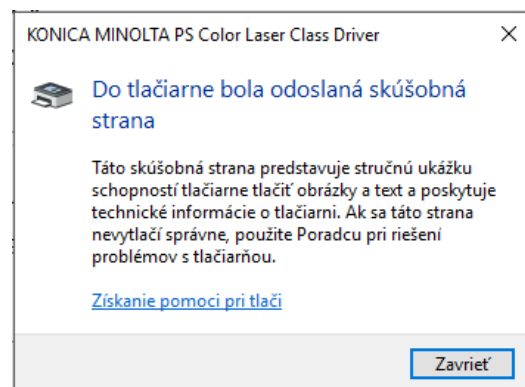 KONICA MINOLTA PS Color Laser Class Driver
Do tlačiarne bola odoslaná skúšobná
strana
Táto skúšobná strana predstavuje stručnú ukážku
schopností tlačiarne tlačiť obrázky a text a poskytuje
technické informácie o tlačiarni. Ak sa táto strana
nevytlačí správne, použite Poradcu pri riešení
problémov s tlačiarňou.
Získanie pomoci pri tlači
Zavrieť